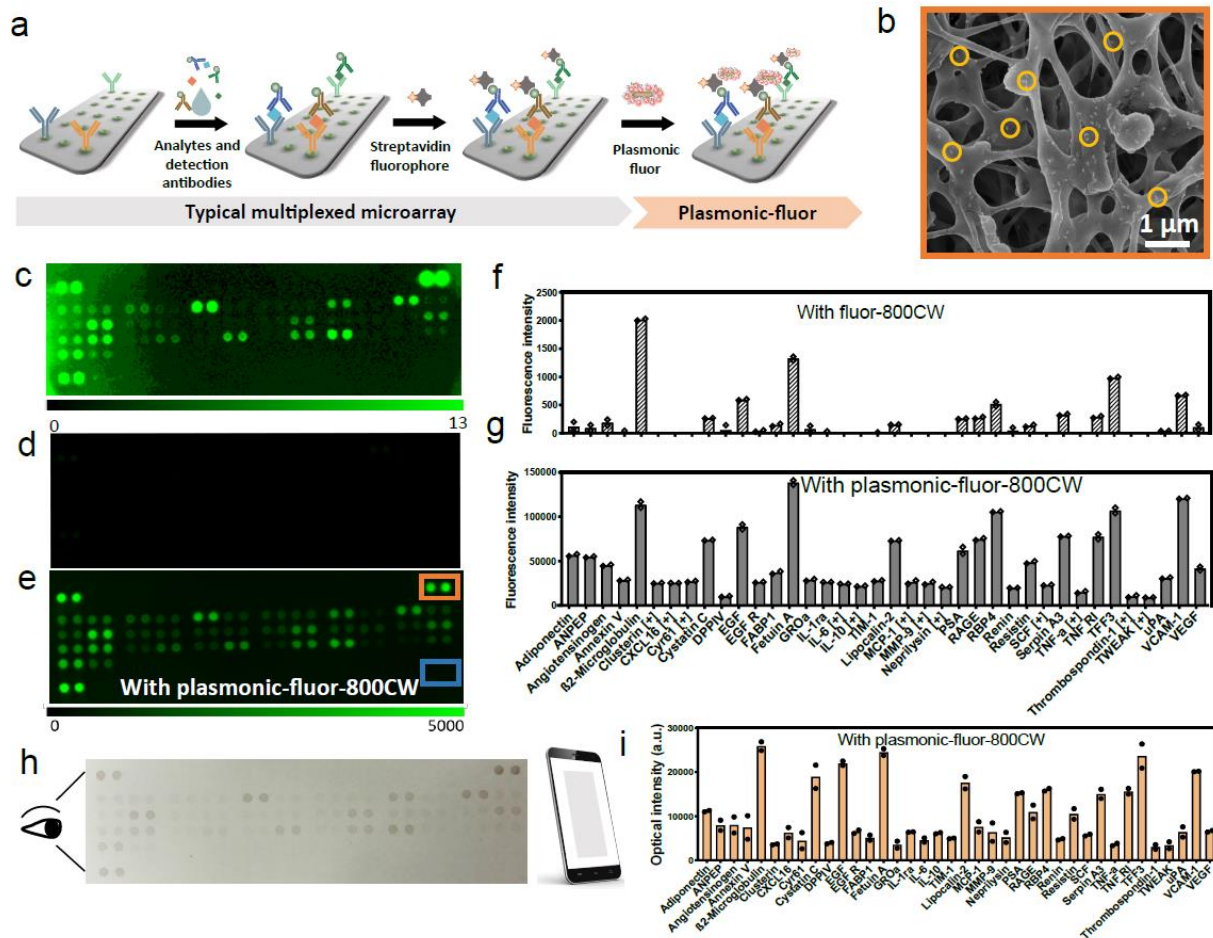 a
Analytes and
detection
antibodies
Streptavidin
fluorophore
Plasmonic
fluor
Typical multiplexed microarray
Plasmonic-fluor
b
1 µm
c
0
13
d
e
With plasmonic-fluor-800CW
0
5000
f
With fluor-800CW
Fluorescence intensity
2500
2000
1500
1000
500
0
g
With plasmonic-fluor-800CW
Fluorescence intensity
150000
100000
50000
0
Adiponectin
ANPEP
Angiotensinogen
Annexin V
ß2-Microglobulin
Clusterin [+]
CXCL16 [+]
Cyr61 [+]
Cystatin C
DPPIV
EGF
EGF R
FABP1
Fetuin A
GROa
IL-1ra
IL-6 [+]
IL-10 [+]
TIM-1
Lipocalin-2
MCP-1 [+]
MMP-9 [+]
Neprilysin [+]
PSA
RAGE
RBP4
Renin
Resistin
SCF [+]
Serpin A3
TNF-a [+]
TNF RI
TFF3
Thrombospondin-1 [+]
TWEAK [+]
uPA
VCAM-1
VEGF
h
i
With plasmonic-fluor-800CW
Optical intensity (a.u.)
30000
20000
10000
0
Adiponectin
ANPEP
Angiotensinogen
Annexin V
ß2-Microglobulin
Clusterin
CXCL16
Cyr61
Cystatin C
DPPIV
EGF
EGF R
FABP1
Fetuin A
GROa
IL-1ra
IL-6
IL-10
TIM-1
Lipocalin-2
MCP-1
MMP-9
Neprilysin
PSA
RAGE
RBP4
Renin
Resistin
SCF
Serpin A3
TNF-a
TNF RI
TFF3
Thrombospondin-1
TWEAK
uPA
VCAM-1
VEGF